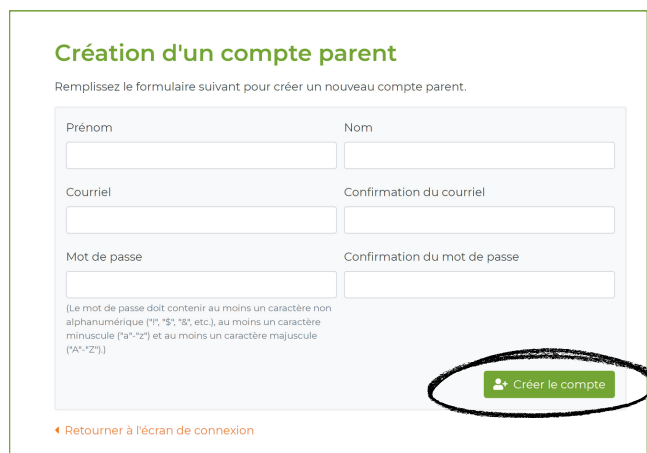 Création d'un compte parent
Remplissez le formulaire suivant pour créer un nouveau compte parent.
Prénom
Nom
Courriel
Confirmation du courriel
Mot de passe
Confirmation du mot de passe
(Le mot de passe doit contenir au moins un caractère non
alphanumérique ("!", "$", "&", etc.), au moins un caractère
minuscule ("a"-"z") et au moins un caractère majuscule
("A"-"Z").)
Créer le compte
Retourner à l'écran de connexion